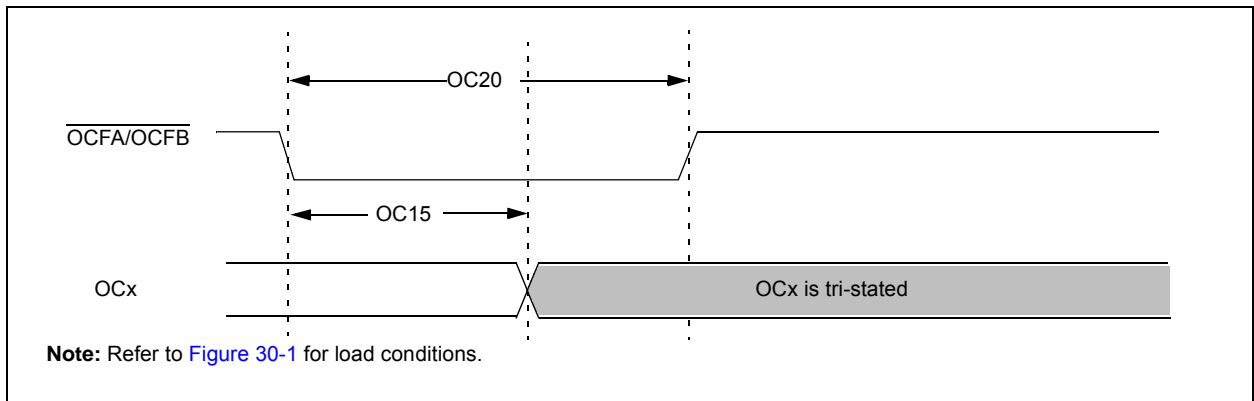 OC20
OCFA/OCFB
OC15
OCx
OCx is tri-stated
Note: Refer to Figure 30-1 for load conditions.